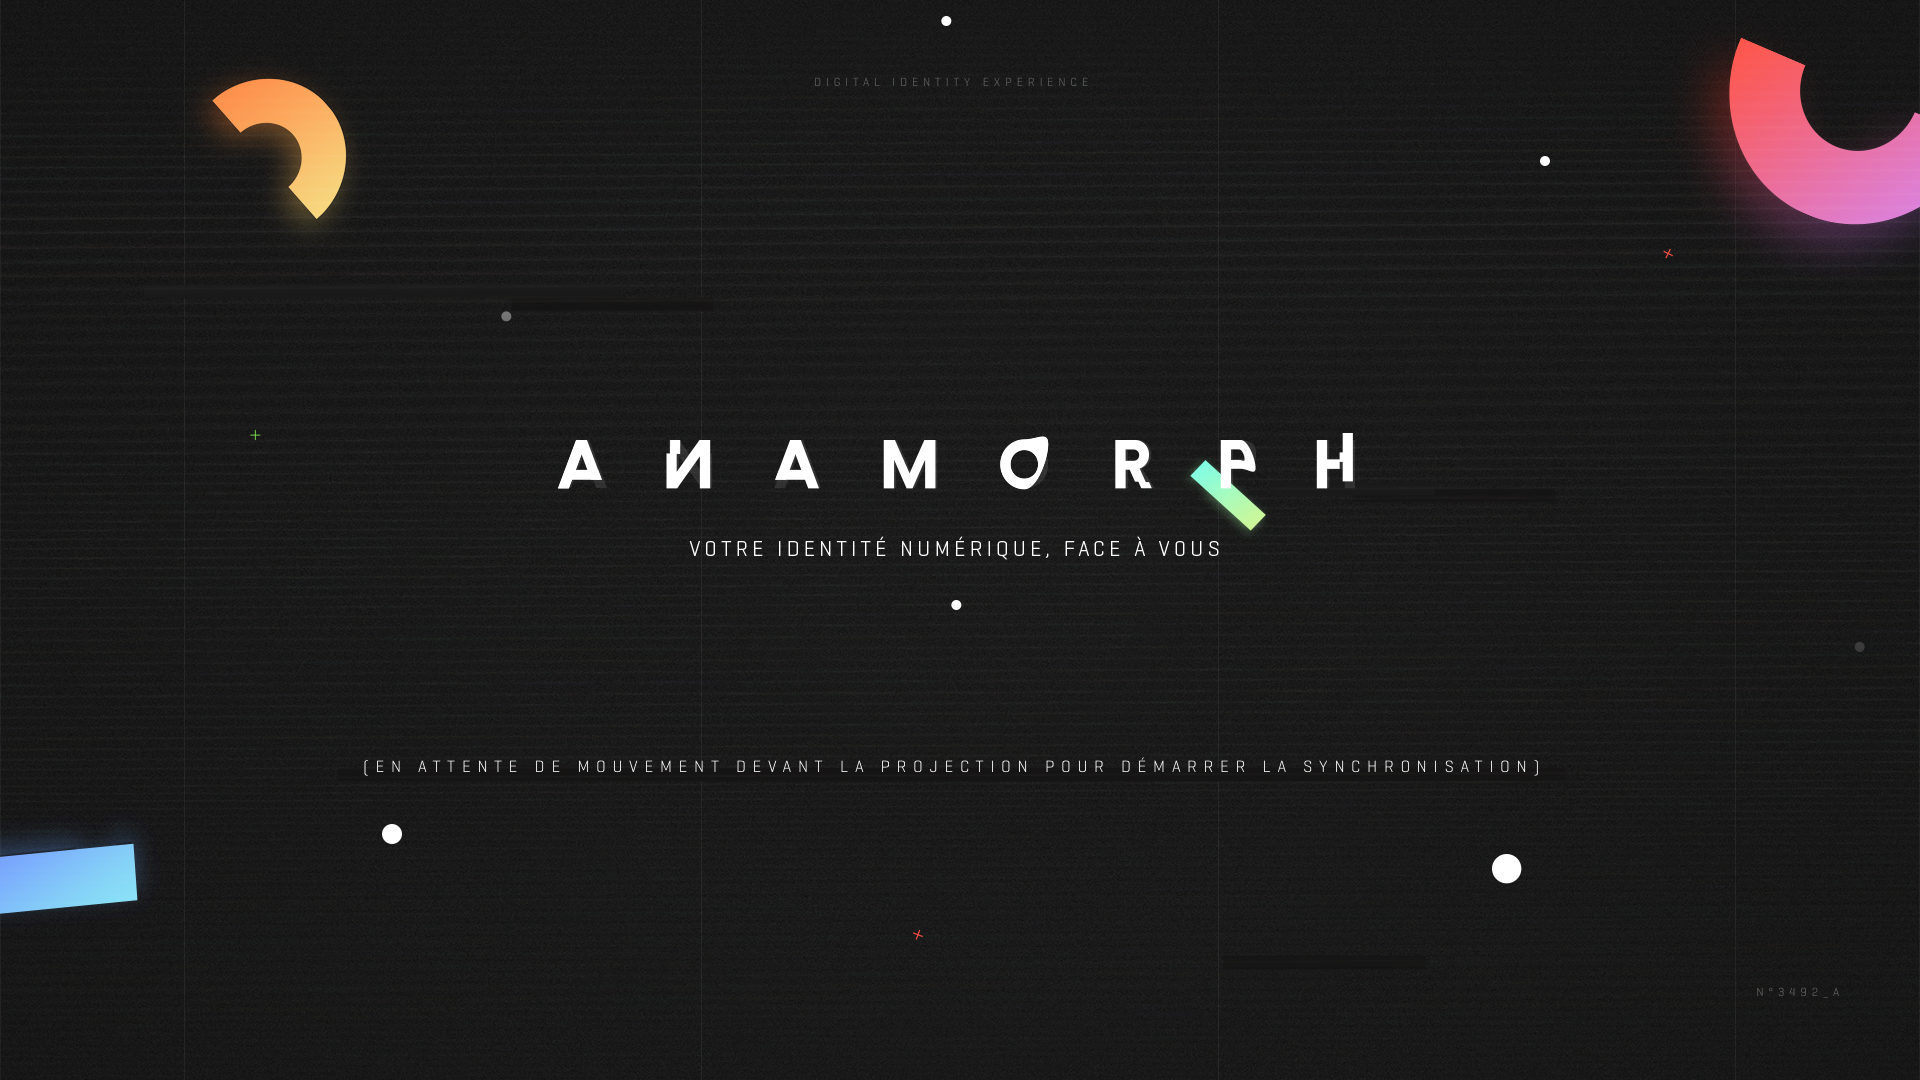 DIGITAL IDENTITY EXPERIENCE
ANAMORPH
VOTRE IDENTITÉ NUMÉRIQUE, FACE À VOUS
(EN ATTENTE DE MOUVEMENT DEVANT LA PROJECTION POUR DÉMARRER LA SYNCHRONISATION)
N°3492_A